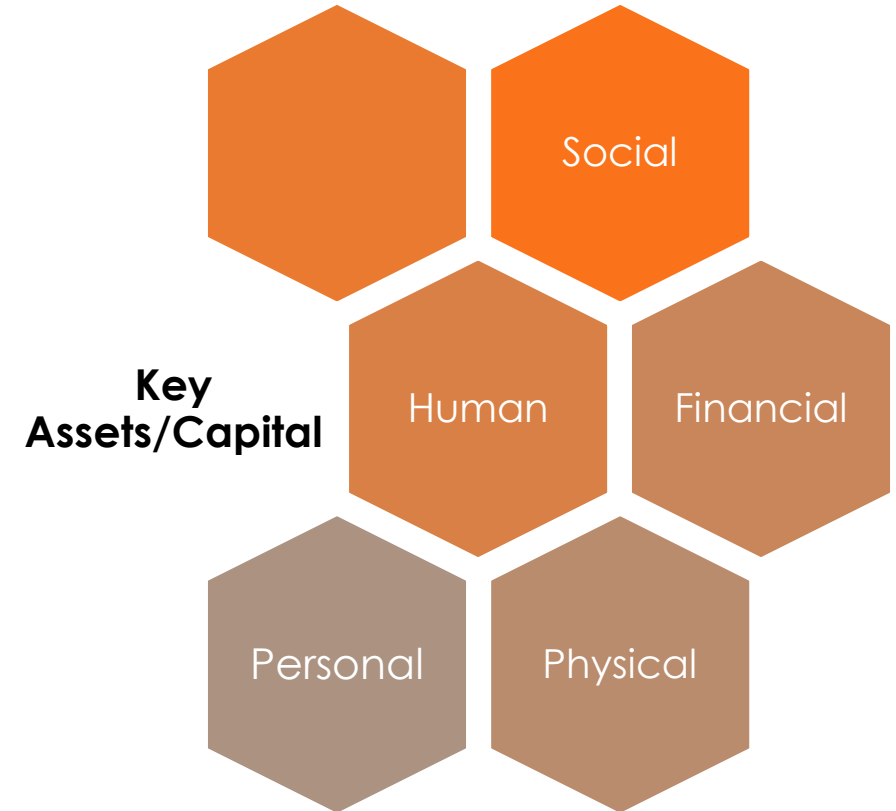 Social
Key
Assets/Capital
Human
Financial
Personal
Physical